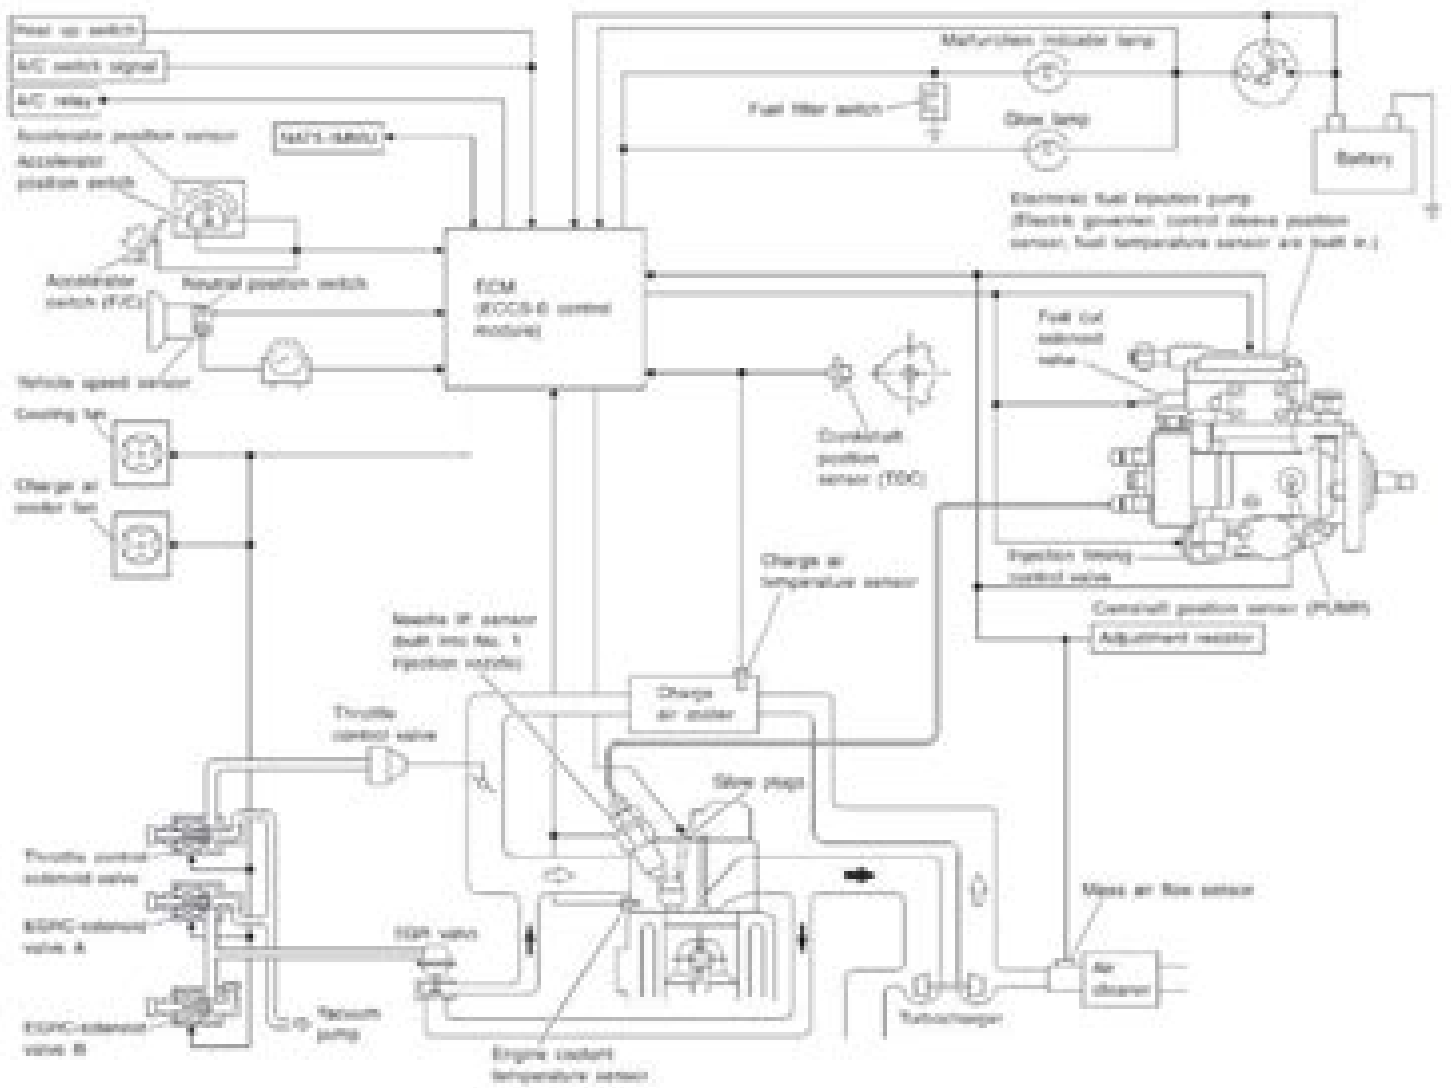 Heat up switch
A/C switch signal
A/C relay
Accelerator position sensor
Accelerator
position switch
NATS IMMU
Accelerator
switch (F/C)
Neutral position switch
Vehicle speed sensor
Cooling fan
Charge air
cooler fan
ECM
(ECCS-D control
module)
Malfunction indicator lamp
Fuel filter switch
Glow lamp
Battery
Electronic fuel injection pump
(Electric governor, control sleeve position
sensor, fuel temperature sensor are built in.)
Fuel cut
solenoid
valve
Crankshaft
position
sensor (TDC)
Injection timing
control valve
Camshaft position sensor (PUMP)
Adjustment resistor
Charge air
temperature sensor
Needle lift sensor
(built into No. 1
injection nozzle)
Charge
air cooler
Throttle
control valve
Glow plugs
Throttle control
solenoid valve
EGRC-solenoid
valve A
EGR valve
EGRC-solenoid
valve B
Vacuum
pump
Engine coolant
temperature sensor
Mass air flow sensor
Air
cleaner
Turbocharger